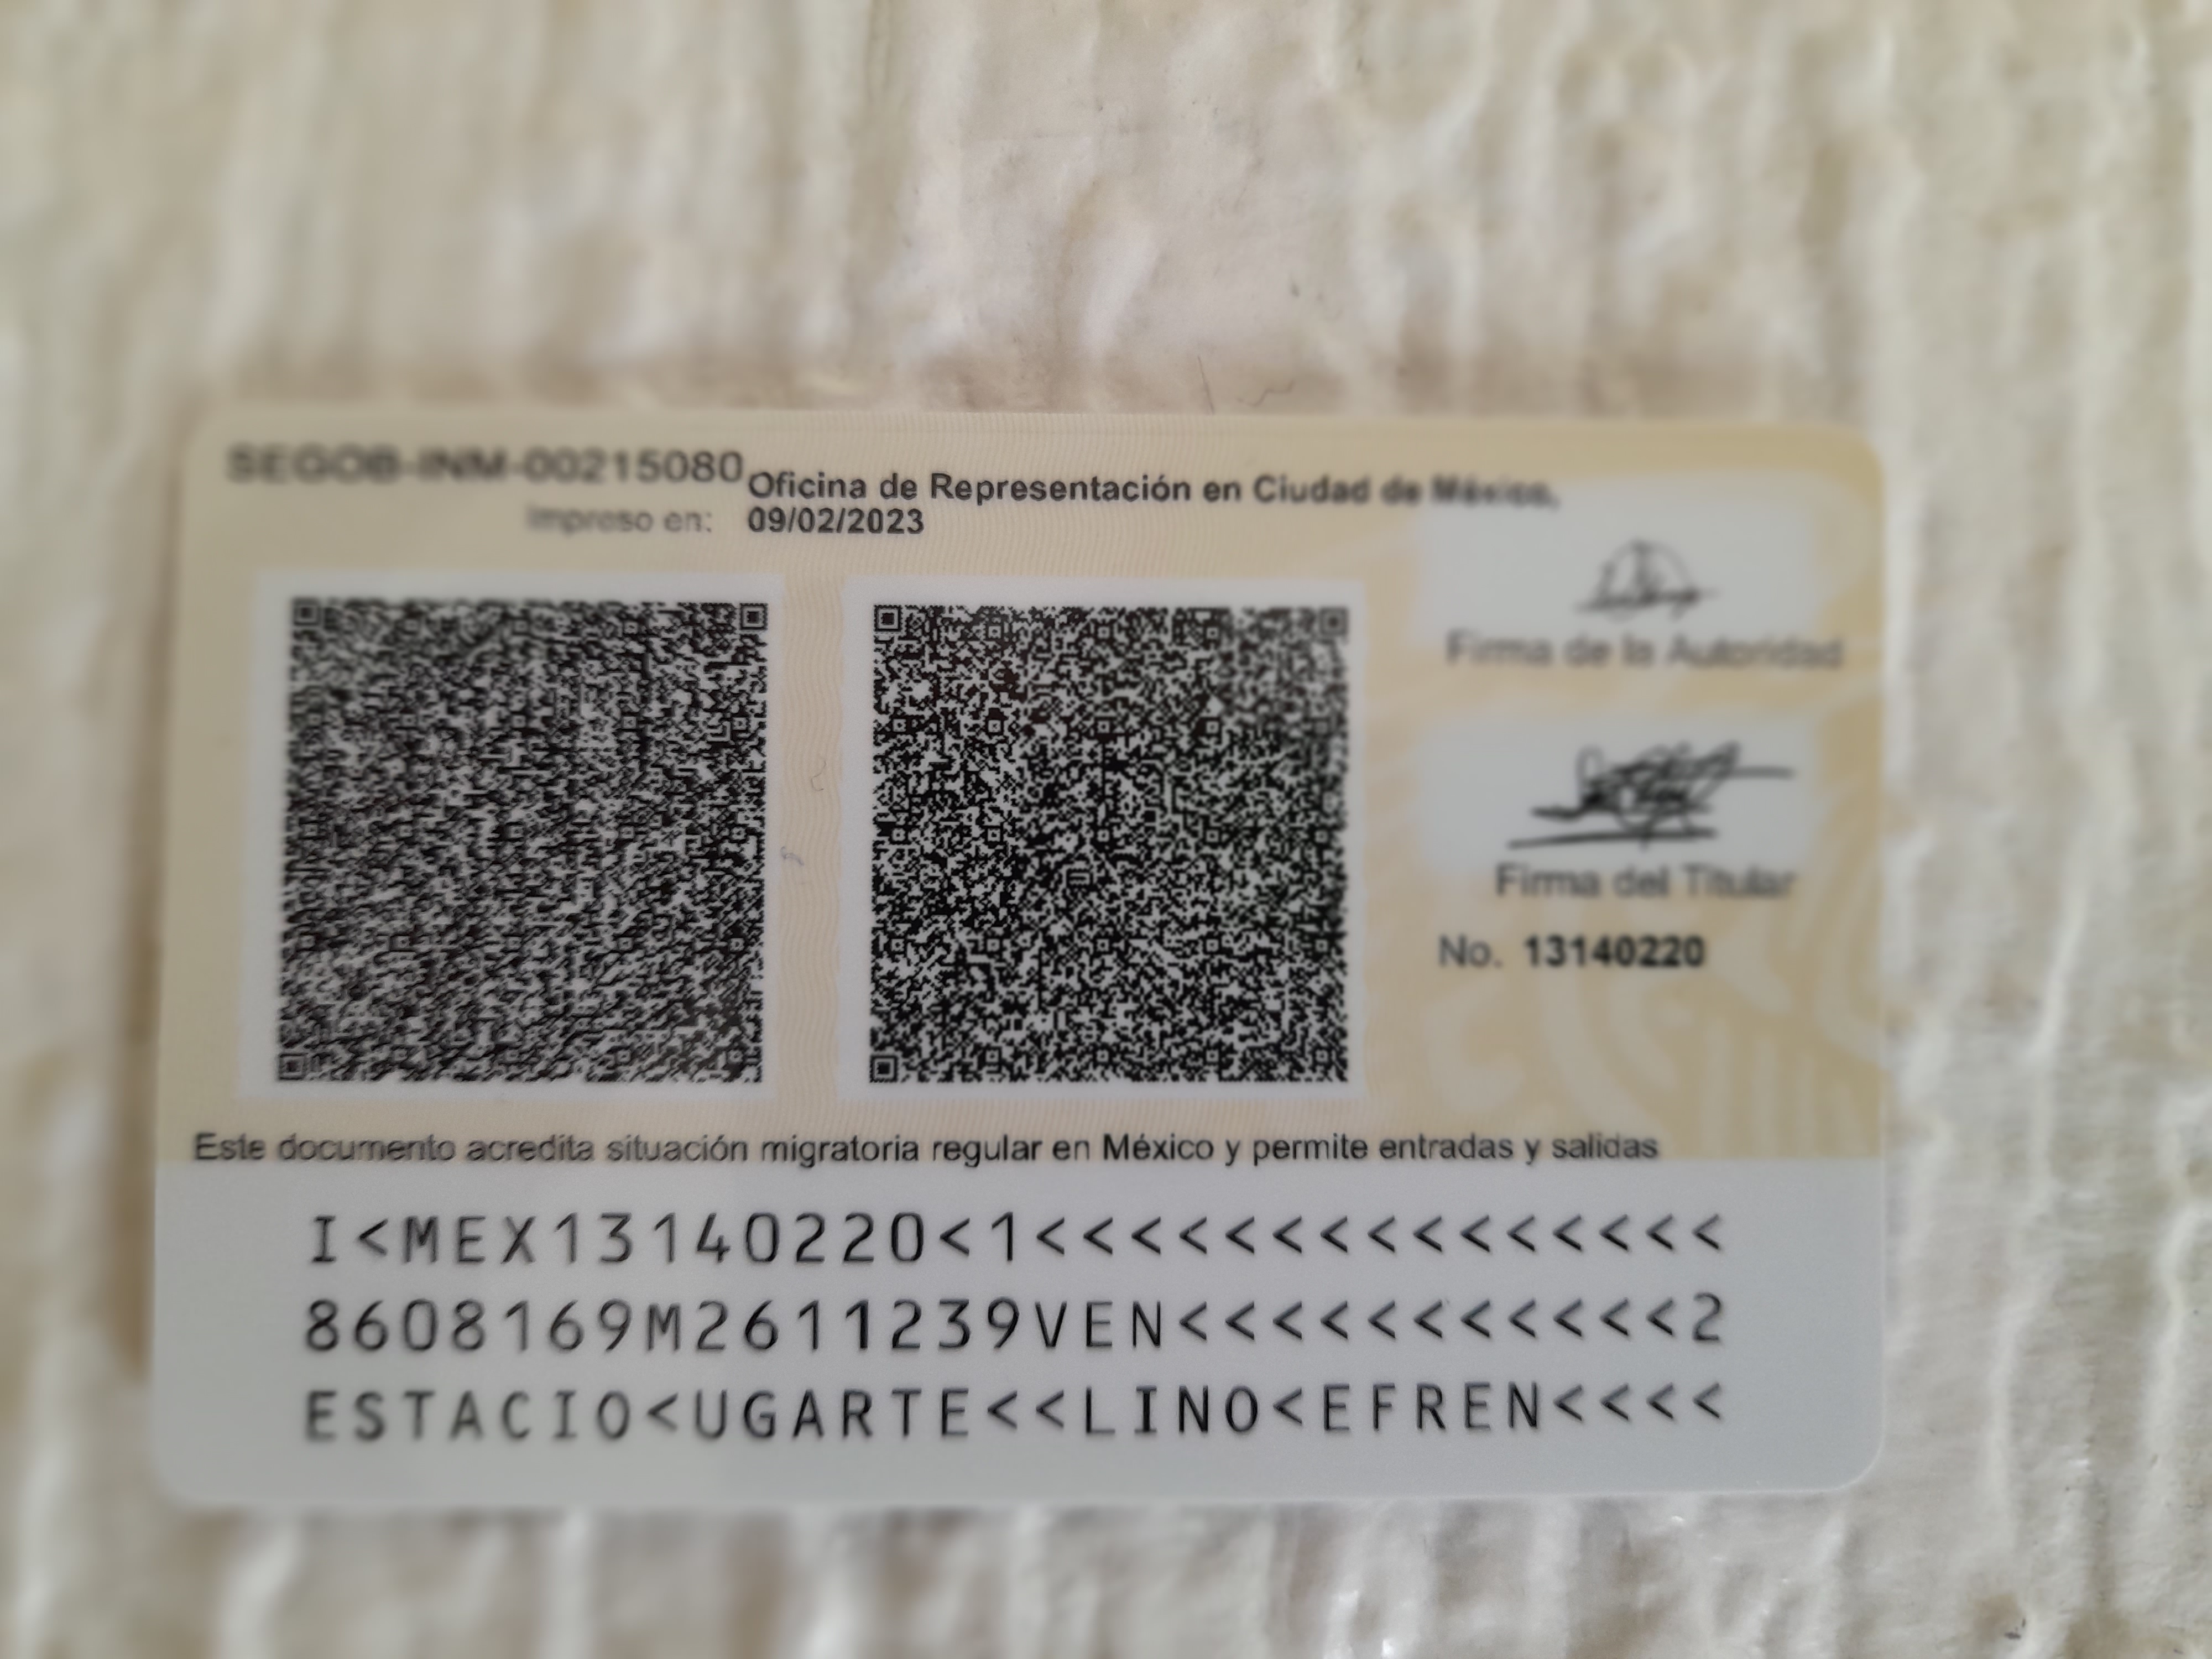 SEGOB-INM-00215080
Oficina de Representación en Ciudad de México,
Impreso en: 09/02/2023
Firma de la Autoridad
Firma del Titular
No. 13140220
Este documento acredita situación migratoria regular en México y permite entradas y salidas
I<MEX13140220<1<<<<<<<<<<<<<<<
8608169M2611239VEN<<<<<<<<<<<2
ESTACIO<UGARTE<<LINO<EFREN<<<<